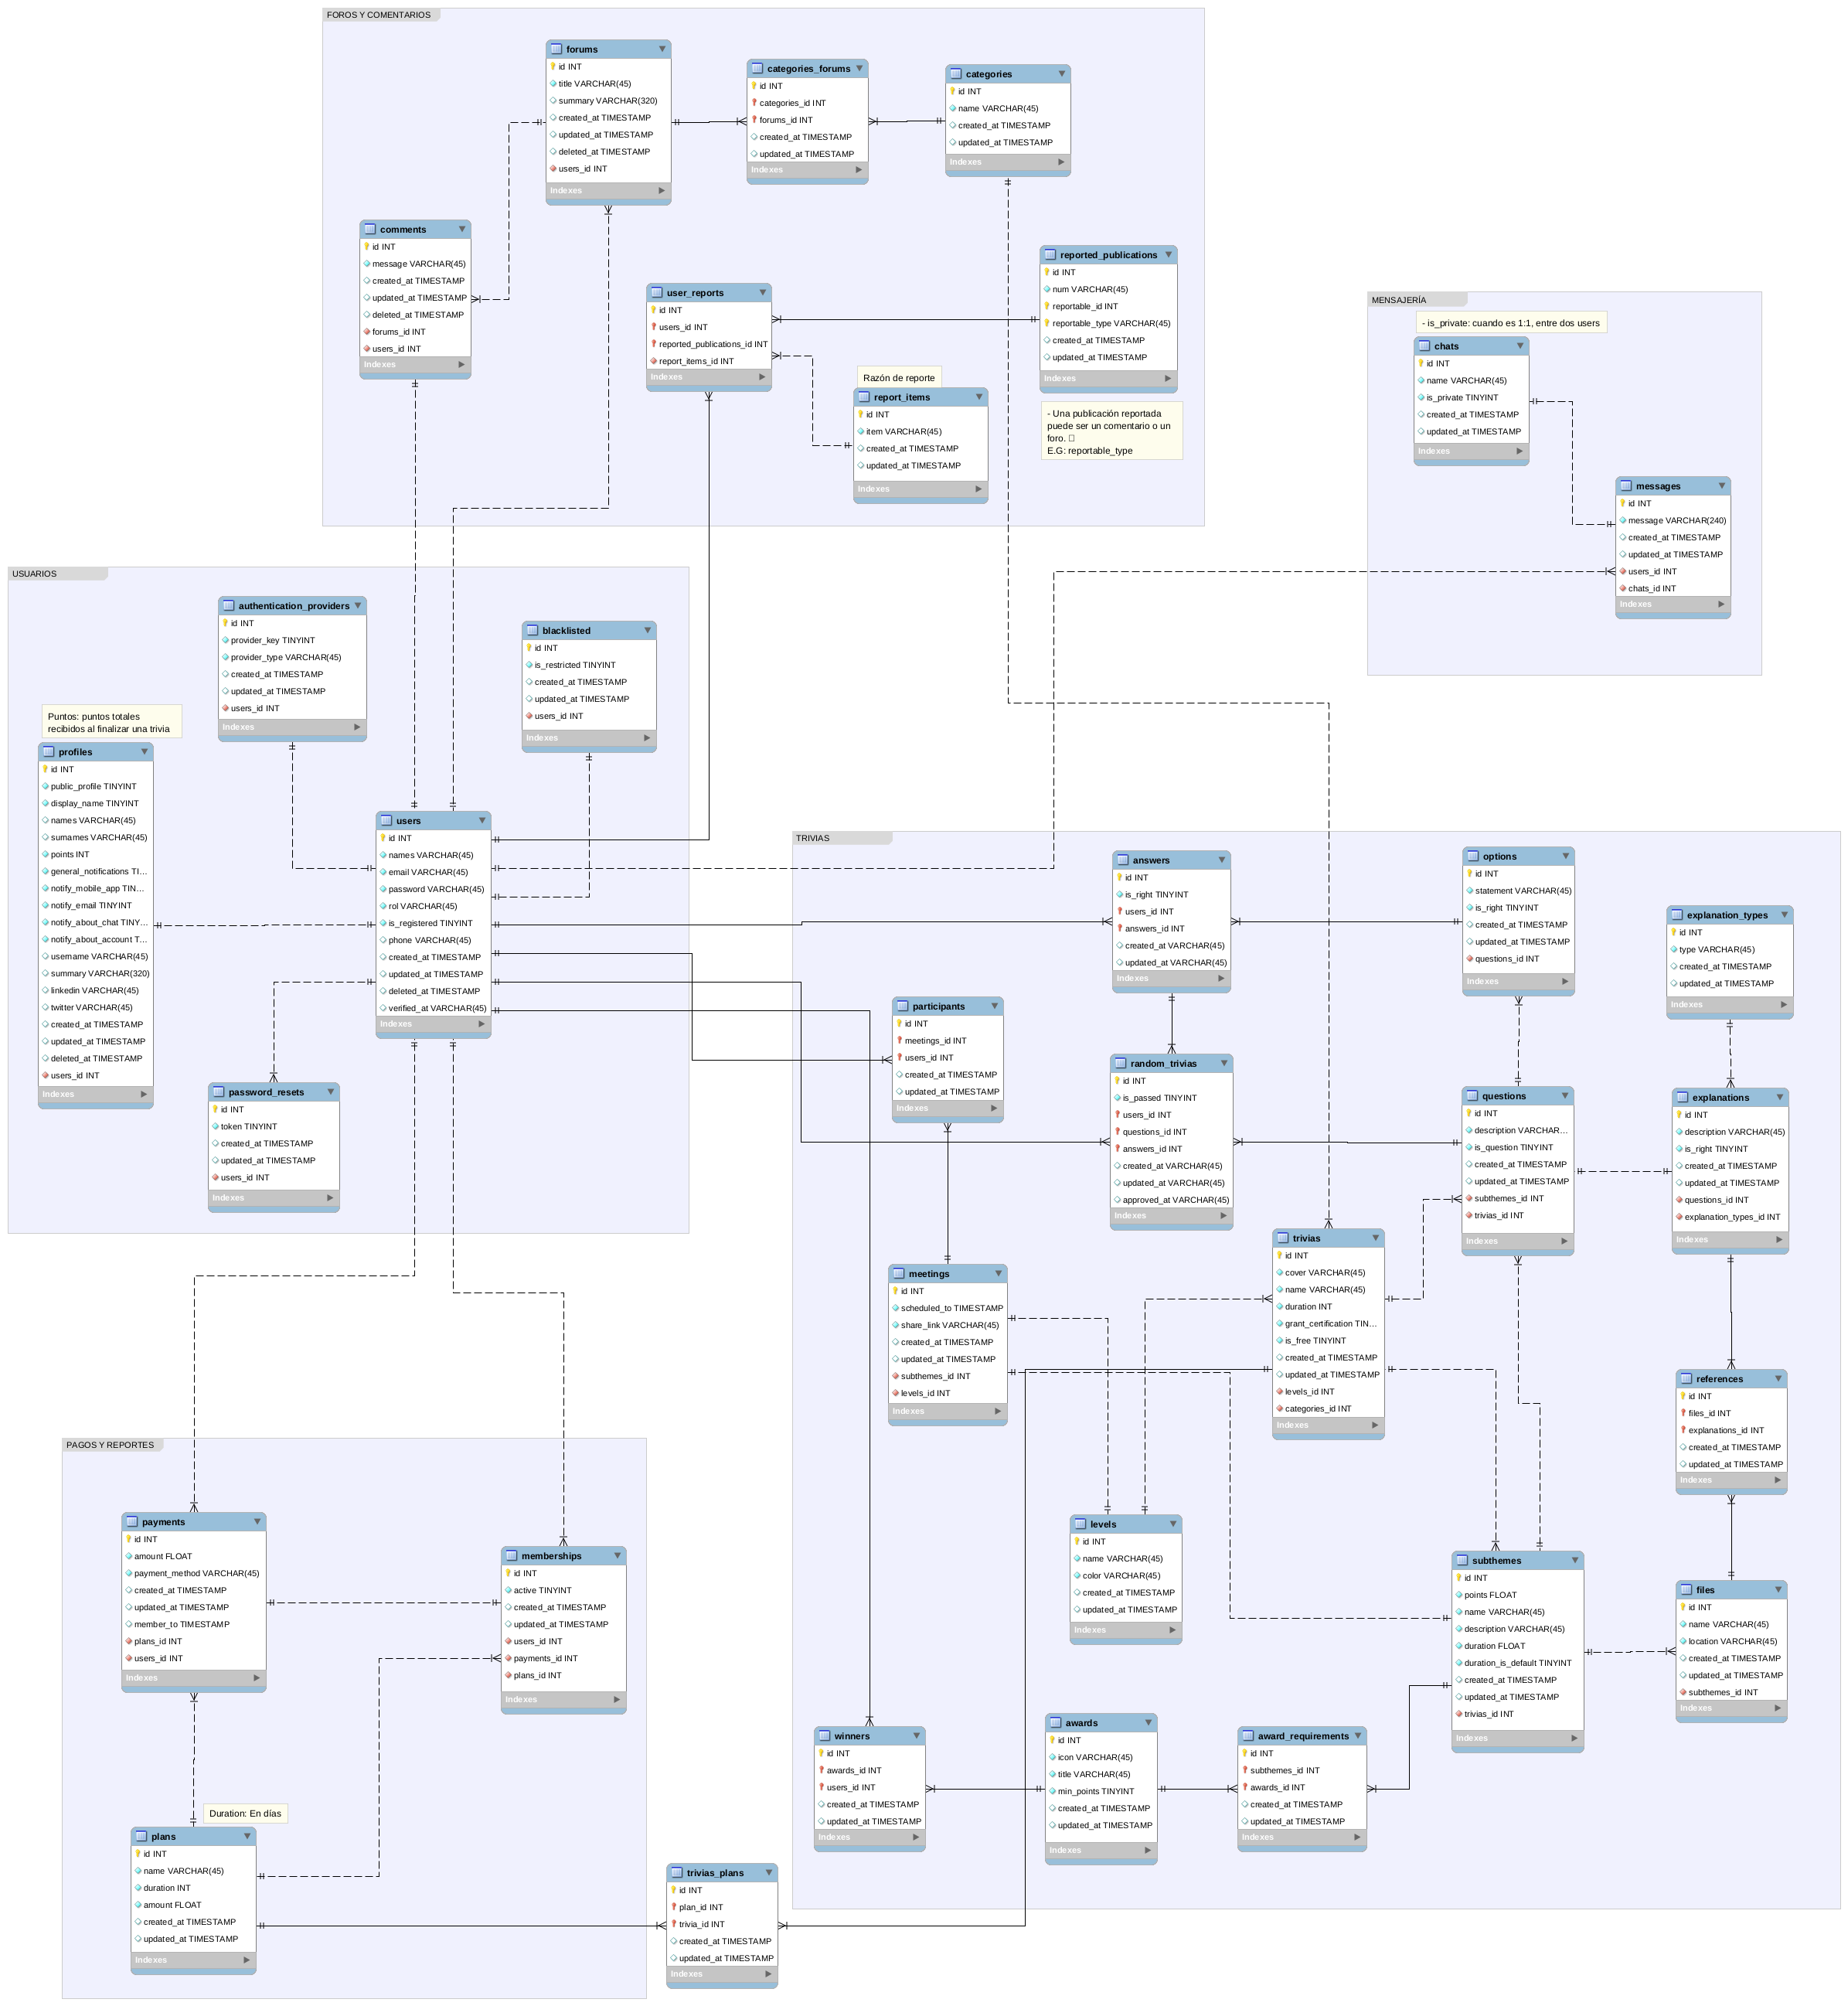 FOROS Y COMENTARIOS
forums
id INT
title VARCHAR(45)
summary VARCHAR(320)
created_at TIMESTAMP
updated_at TIMESTAMP
deleted_at TIMESTAMP
users_id INT
Indexes
categories_forums
id INT
categories_id INT
forums_id INT
created_at TIMESTAMP
updated_at TIMESTAMP
Indexes
categories
id INT
name VARCHAR(45)
created_at TIMESTAMP
updated_at TIMESTAMP
Indexes
comments
id INT
message VARCHAR(45)
created_at TIMESTAMP
updated_at TIMESTAMP
deleted_at TIMESTAMP
forums_id INT
users_id INT
Indexes
user_reports
id INT
users_id INT
reported_publications_id INT
report_items_id INT
Indexes
reported_publications
id INT
num VARCHAR(45)
reportable_id INT
reportable_type VARCHAR(45)
created_at TIMESTAMP
updated_at TIMESTAMP
Indexes
Razón de reporte
report_items
id INT
item VARCHAR(45)
created_at TIMESTAMP
updated_at TIMESTAMP
Indexes
- Una publicación reportada
puede ser un comentario o un
foro.
E.G: reportable_type
MENSAJERÍA
- is_private: cuando es 1:1, entre dos users
chats
id INT
name VARCHAR(45)
is_private TINYINT
created_at TIMESTAMP
updated_at TIMESTAMP
Indexes
messages
id INT
message VARCHAR(240)
created_at TIMESTAMP
updated_at TIMESTAMP
users_id INT
chats_id INT
Indexes
USUARIOS
authentication_providers
id INT
provider_key TINYINT
provider_type VARCHAR(45)
created_at TIMESTAMP
updated_at TIMESTAMP
users_id INT
Indexes
blacklisted
id INT
is_restricted TINYINT
created_at TIMESTAMP
updated_at TIMESTAMP
users_id INT
Indexes
Puntos: puntos totales
recibidos al finalizar una trivia
profiles
id INT
public_profile TINYINT
display_name TINYINT
names VARCHAR(45)
surnames VARCHAR(45)
points INT
general_notifications TI...
notify_mobile_app TIN...
notify_email TINYINT
notify_about_chat TINY...
notify_about_account T...
username VARCHAR(45)
summary VARCHAR(320)
linkedin VARCHAR(45)
twitter VARCHAR(45)
created_at TIMESTAMP
updated_at TIMESTAMP
deleted_at TIMESTAMP
users_id INT
Indexes
users
id INT
names VARCHAR(45)
email VARCHAR(45)
password VARCHAR(45)
rol VARCHAR(45)
is_registered TINYINT
phone VARCHAR(45)
created_at TIMESTAMP
updated_at TIMESTAMP
deleted_at TIMESTAMP
verified_at VARCHAR(45)
Indexes
password_resets
id INT
token TINYINT
created_at TIMESTAMP
updated_at TIMESTAMP
users_id INT
Indexes
TRIVIAS
answers
id INT
is_right TINYINT
users_id INT
answers_id INT
created_at VARCHAR(45)
updated_at VARCHAR(45)
Indexes
options
id INT
statement VARCHAR(45)
is_right TINYINT
created_at TIMESTAMP
updated_at TIMESTAMP
questions_id INT
Indexes
explanation_types
id INT
type VARCHAR(45)
created_at TIMESTAMP
updated_at TIMESTAMP
Indexes
participants
id INT
meetings_id INT
users_id INT
created_at TIMESTAMP
updated_at TIMESTAMP
Indexes
random_trivias
id INT
is_passed TINYINT
users_id INT
questions_id INT
answers_id INT
created_at VARCHAR(45)
updated_at VARCHAR(45)
approved_at VARCHAR(45)
Indexes
questions
id INT
description VARCHAR...
is_question TINYINT
created_at TIMESTAMP
updated_at TIMESTAMP
subthemes_id INT
trivias_id INT
Indexes
explanations
id INT
description VARCHAR(45)
is_right TINYINT
created_at TIMESTAMP
updated_at TIMESTAMP
questions_id INT
explanation_types_id INT
Indexes
meetings
id INT
scheduled_to TIMESTAMP
share_link VARCHAR(45)
created_at TIMESTAMP
updated_at TIMESTAMP
subthemes_id INT
levels_id INT
Indexes
trivias
id INT
cover VARCHAR(45)
name VARCHAR(45)
duration INT
grant_certification TIN...
is_free TINYINT
created_at TIMESTAMP
updated_at TIMESTAMP
levels_id INT
categories_id INT
Indexes
references
id INT
files_id INT
explanations_id INT
created_at TIMESTAMP
updated_at TIMESTAMP
Indexes
levels
id INT
name VARCHAR(45)
color VARCHAR(45)
created_at TIMESTAMP
updated_at TIMESTAMP
Indexes
subthemes
id INT
points FLOAT
name VARCHAR(45)
description VARCHAR(45)
duration FLOAT
duration_is_default TINYINT
created_at TIMESTAMP
updated_at TIMESTAMP
trivias_id INT
Indexes
files
id INT
name VARCHAR(45)
location VARCHAR(45)
created_at TIMESTAMP
updated_at TIMESTAMP
subthemes_id INT
Indexes
winners
id INT
awards_id INT
users_id INT
created_at TIMESTAMP
updated_at TIMESTAMP
Indexes
awards
id INT
icon VARCHAR(45)
title VARCHAR(45)
min_points TINYINT
created_at TIMESTAMP
updated_at TIMESTAMP
Indexes
award_requirements
id INT
subthemes_id INT
awards_id INT
created_at TIMESTAMP
updated_at TIMESTAMP
Indexes
PAGOS Y REPORTES
payments
id INT
amount FLOAT
payment_method VARCHAR(45)
created_at TIMESTAMP
updated_at TIMESTAMP
member_to TIMESTAMP
plans_id INT
users_id INT
Indexes
memberships
id INT
active TINYINT
created_at TIMESTAMP
updated_at TIMESTAMP
users_id INT
payments_id INT
plans_id INT
Indexes
Duration: En días
plans
id INT
name VARCHAR(45)
duration INT
amount FLOAT
created_at TIMESTAMP
updated_at TIMESTAMP
Indexes
trivias_plans
id INT
plan_id INT
trivia_id INT
created_at TIMESTAMP
updated_at TIMESTAMP
Indexes